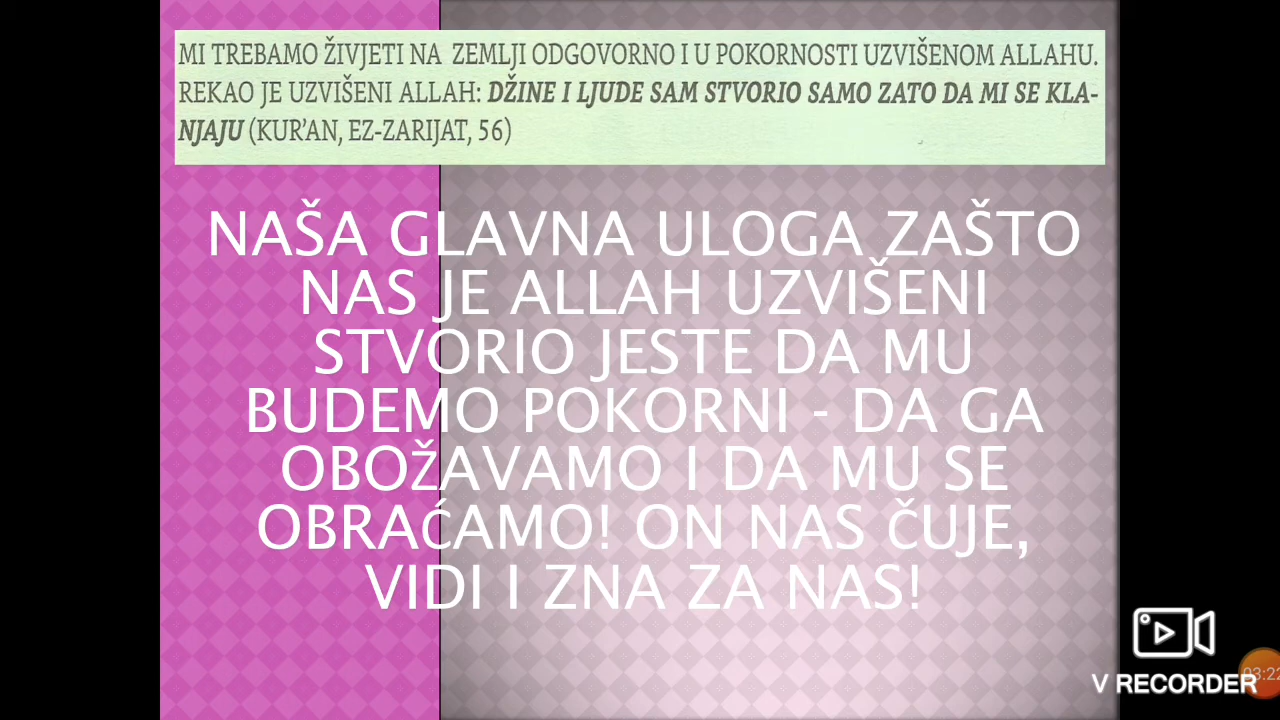 MI TREBAMO ŽIVJETI NA ZEMLJI ODGOVORNO I U POKORNOSTI UZVIŠENOM ALLAHU.
REKAO JE UZVIŠENI ALLAH: DŽINE I LJUDE SAM STVORIO SAMO ZATO DA MI SE KLA-
NJAJU (KUR'AN, EZ-ZARIJAT, 56)
NAŠA GLAVNA ULOGA ZAŠTO
NAS JE ALLAH UZVIŠENI
STVORIO JESTE DA MU
BUDEMO POKORNI - DA GA
OBOŽAVAMO I DA MU SE
OBRAĆAMO! ON NAS ČUJE,
VIDI I ZNA ZA NAS!
03:22
V RECORDER